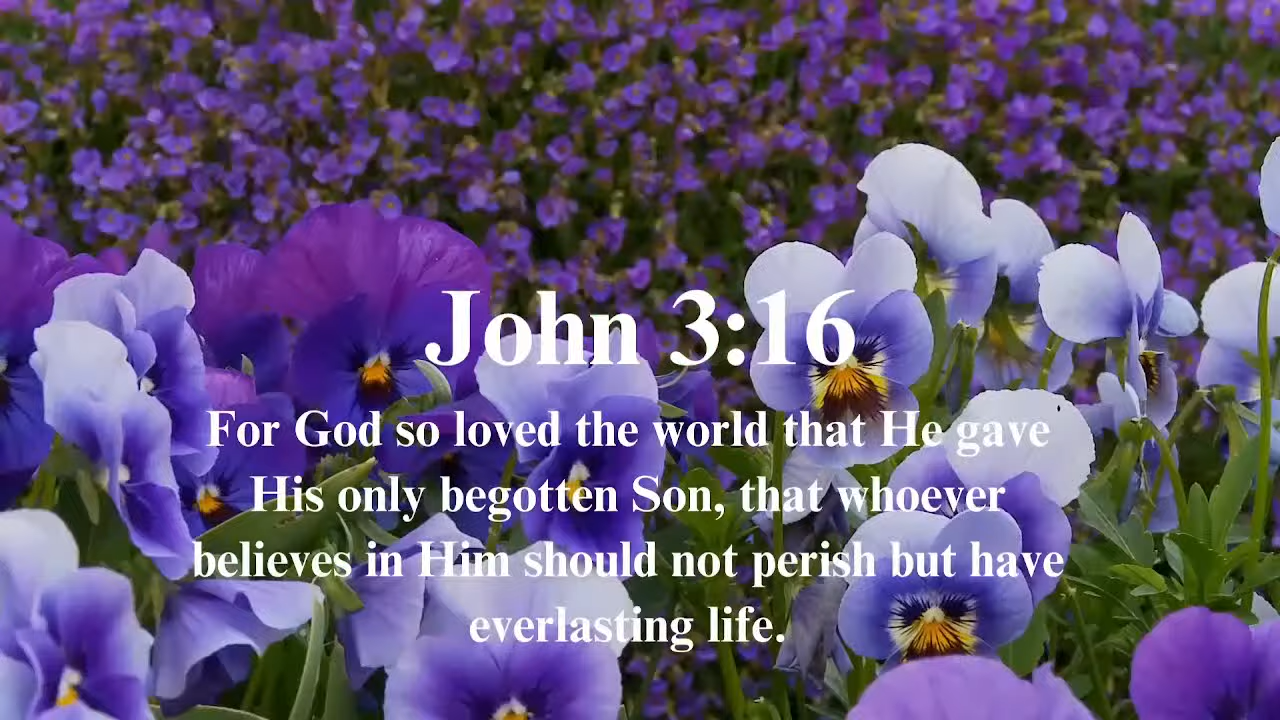 John 3:16
For God so loved the world that He gave
His only begotten Son, that whoever
believes in Him should not perish but have
everlasting life.